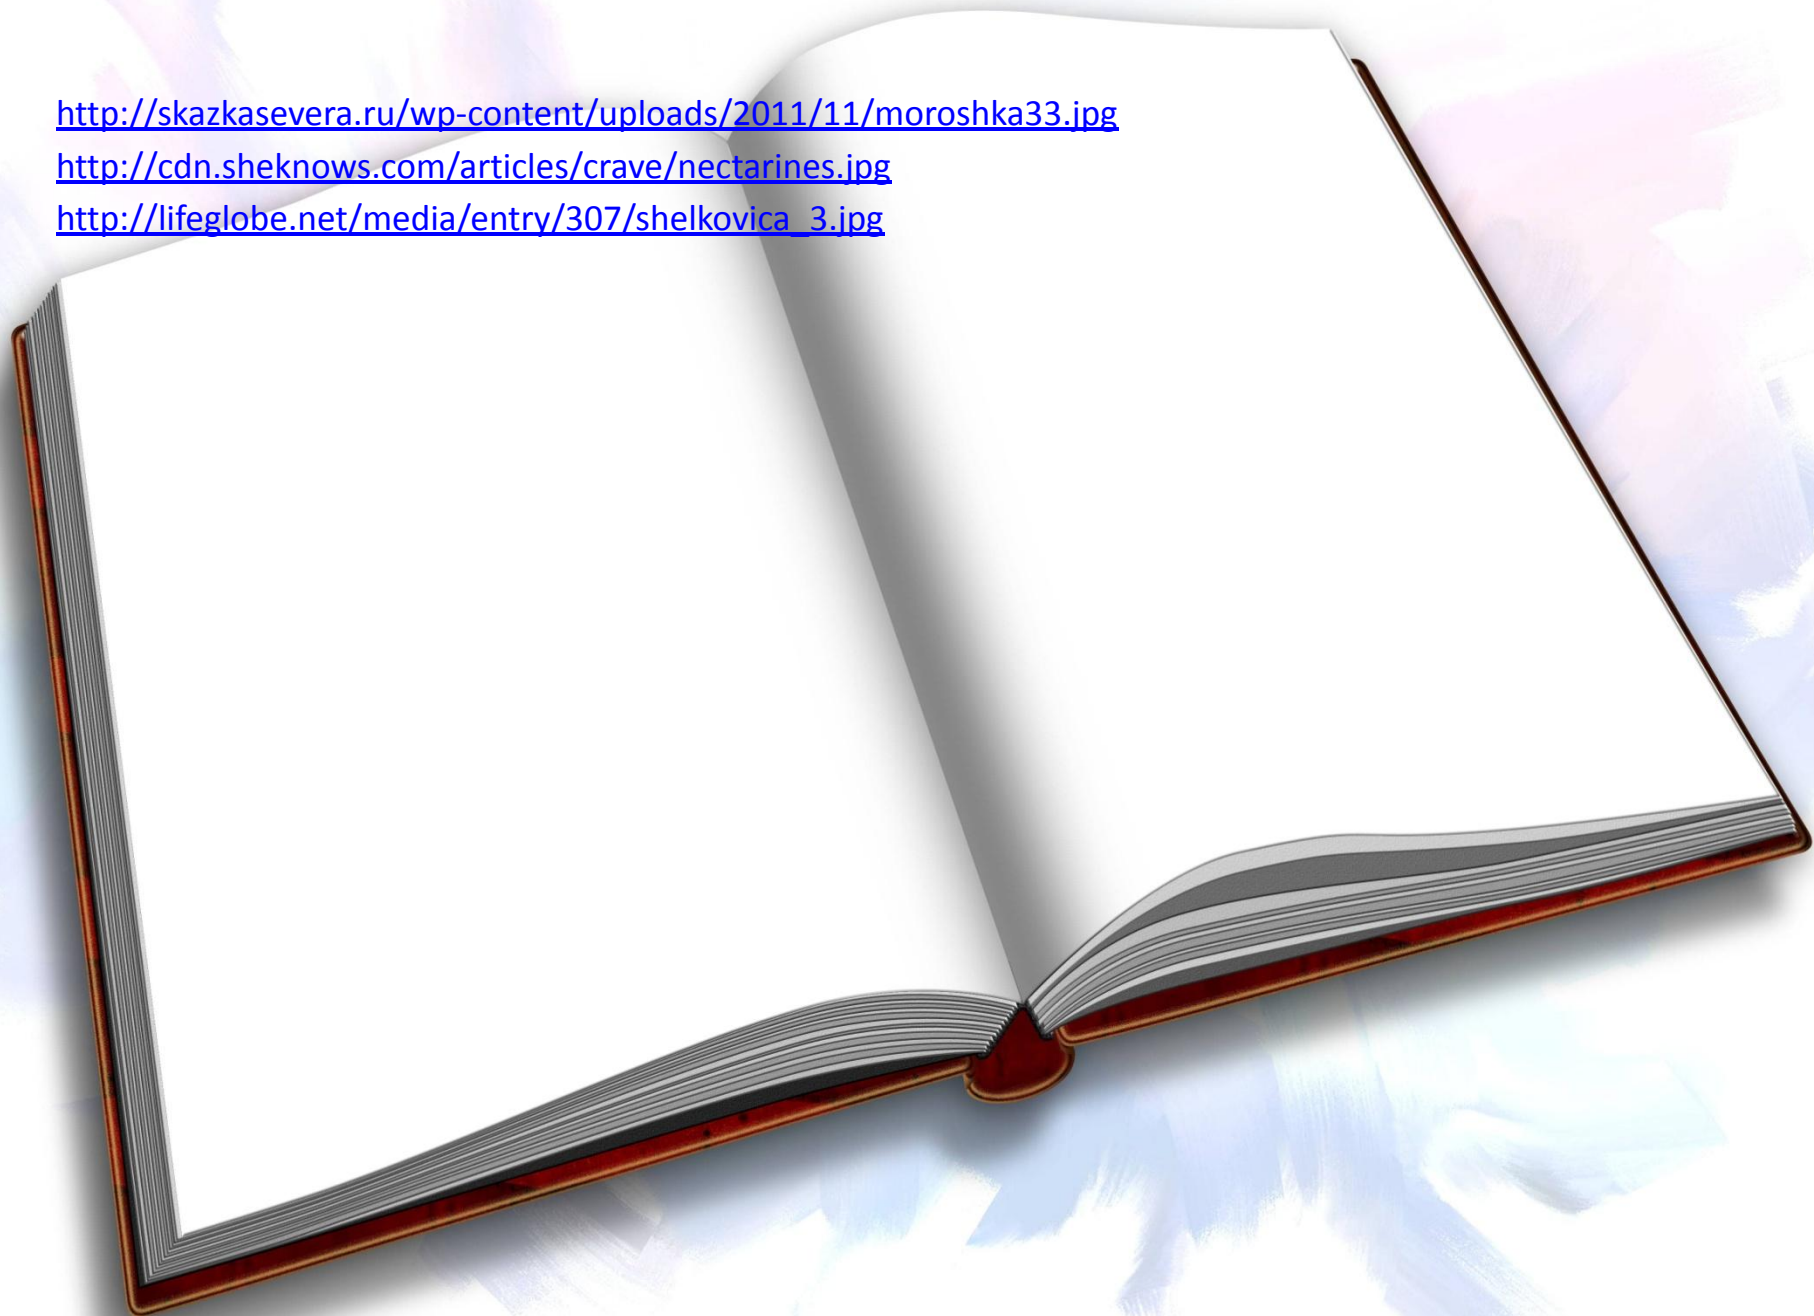 http://skazkasevera.ru/wp-content/uploads/2011/11/moroshka33.jpg
http://cdn.sheknows.com/articles/crave/nectarines.jpg
http://lifeglobe.net/media/entry/307/shelkovica_3.jpg